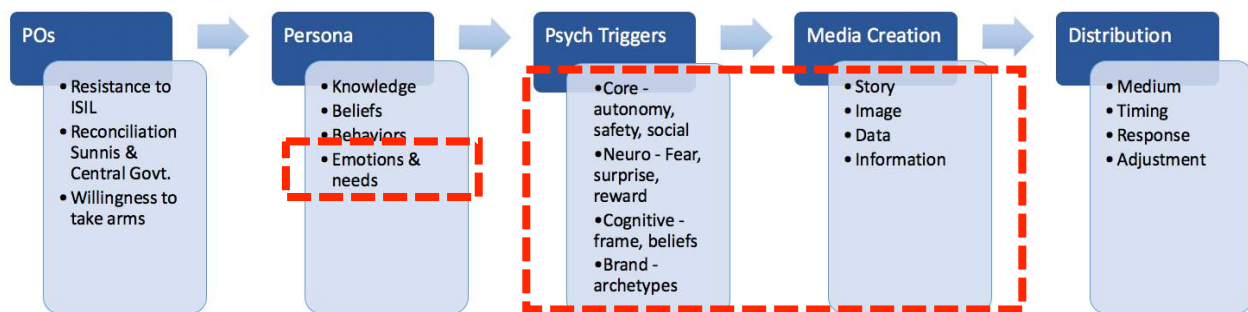 POs
• Resistance to
ISIL
• Reconciliation
Sunnis &
Central Govt.
• Willingness to
take arms
Persona
• Knowledge
• Beliefs
• Behaviors
• Emotions &
needs
Psych Triggers
•Core -
autonomy,
safety, social
•Neuro - Fear,
surprise,
reward
•Cognitive -
frame, beliefs
•Brand -
archetypes
Media Creation
• Story
• Image
• Data
• Information
Distribution
• Medium
• Timing
• Response
• Adjustment